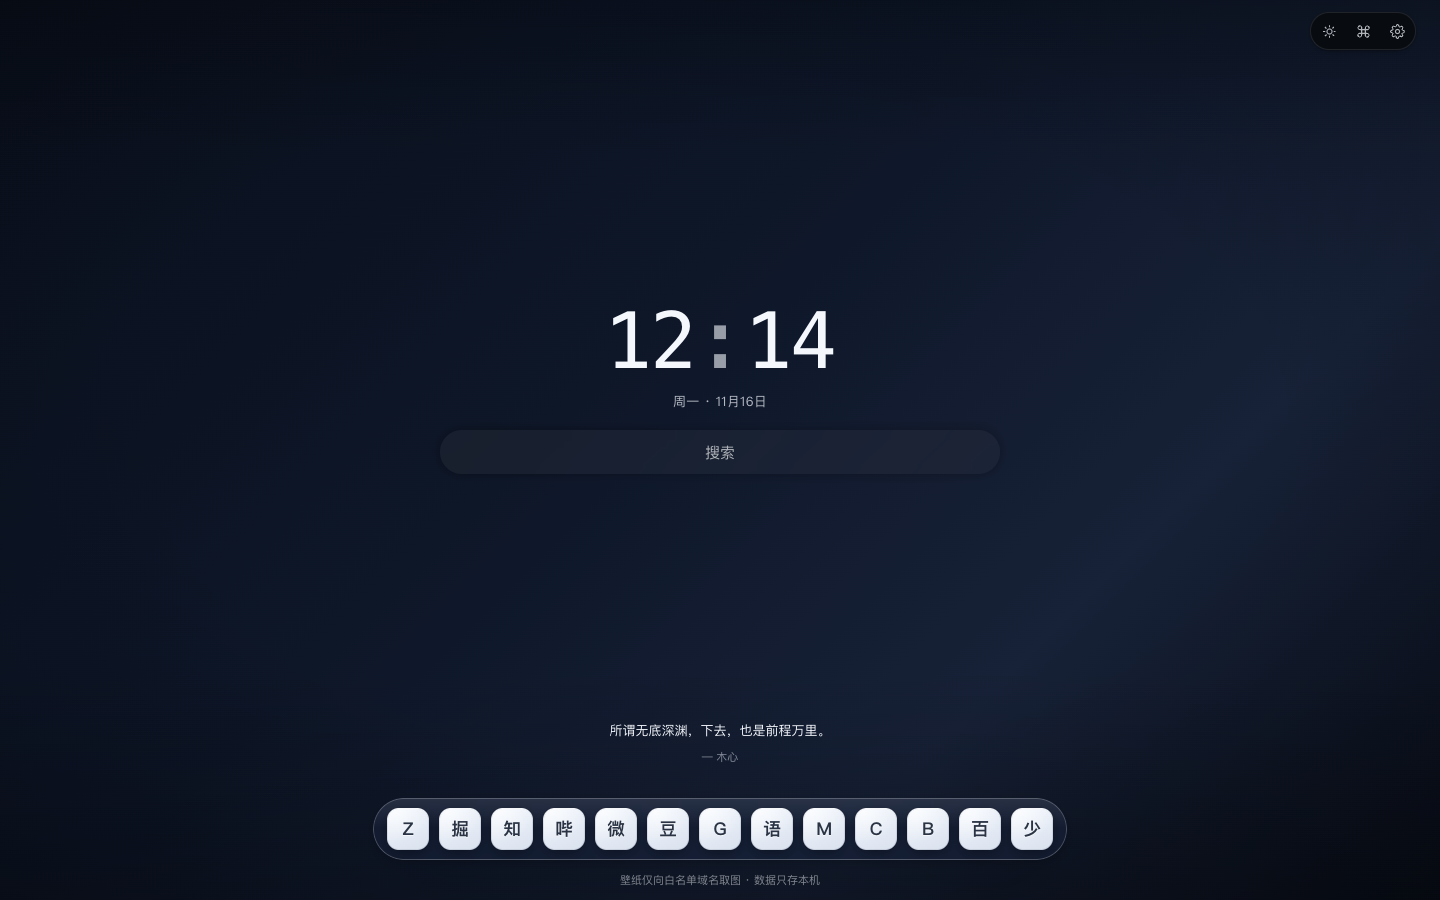 12:14
周一 · 11月16日
搜索
所谓无底深渊，下去，也是前程万里。
— 木心
Z 掘 知 哔 微 豆 G 语 M C B 百 少
壁纸仅向白名单域名取图 · 数据只存本机